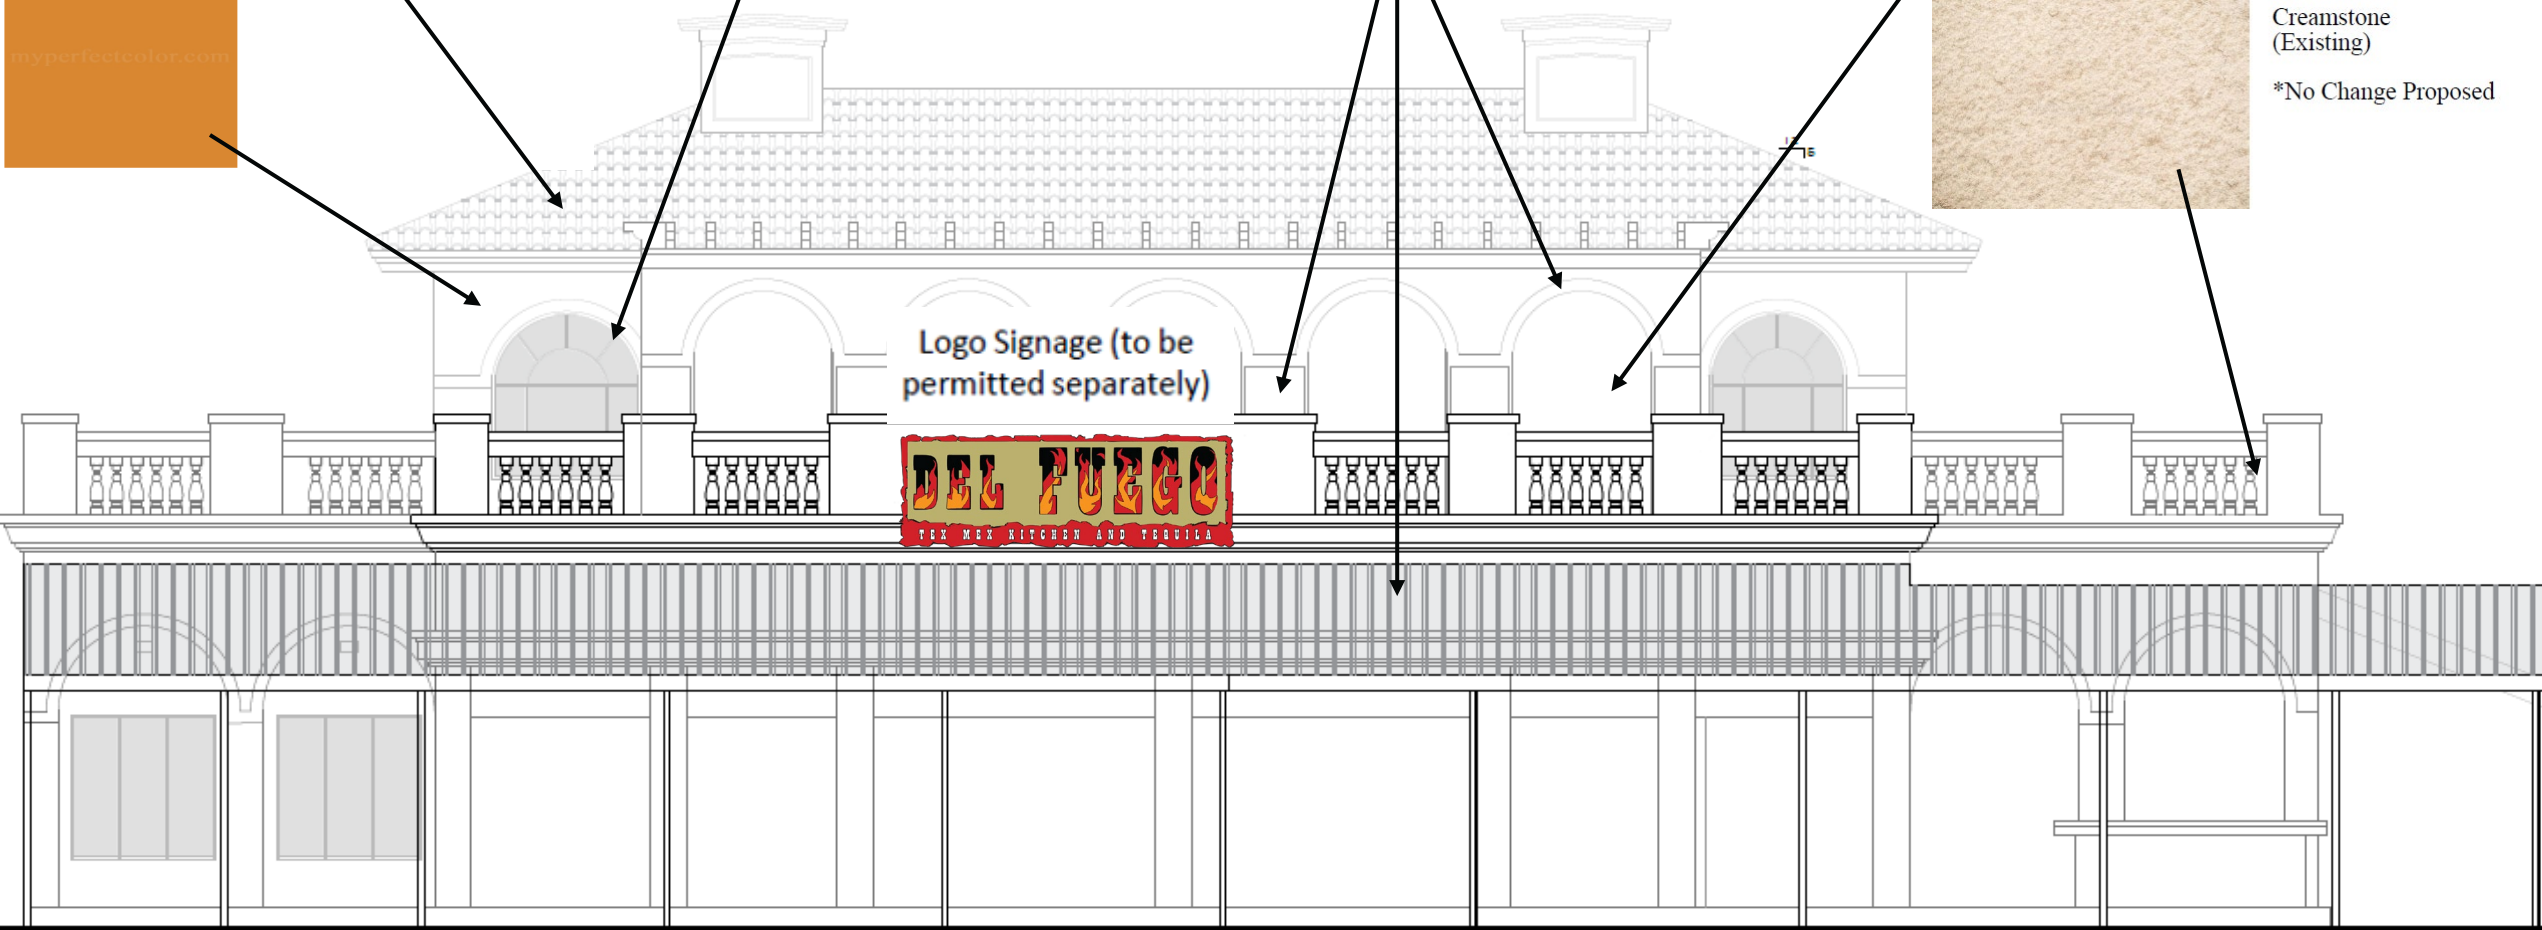 myperfectcolor.com
Creamstone
(Existing)
*No Change Proposed
Logo Signage (to be
permitted separately)
DEL FUEGO
TEX MEX KITCHEN AND TEQUILA